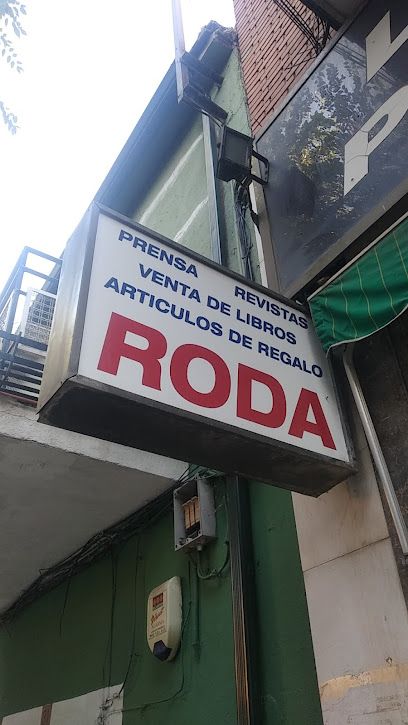 PRENSA REVISTAS
VENTA DE LIBROS
ARTICULOS DE REGALO
RODA